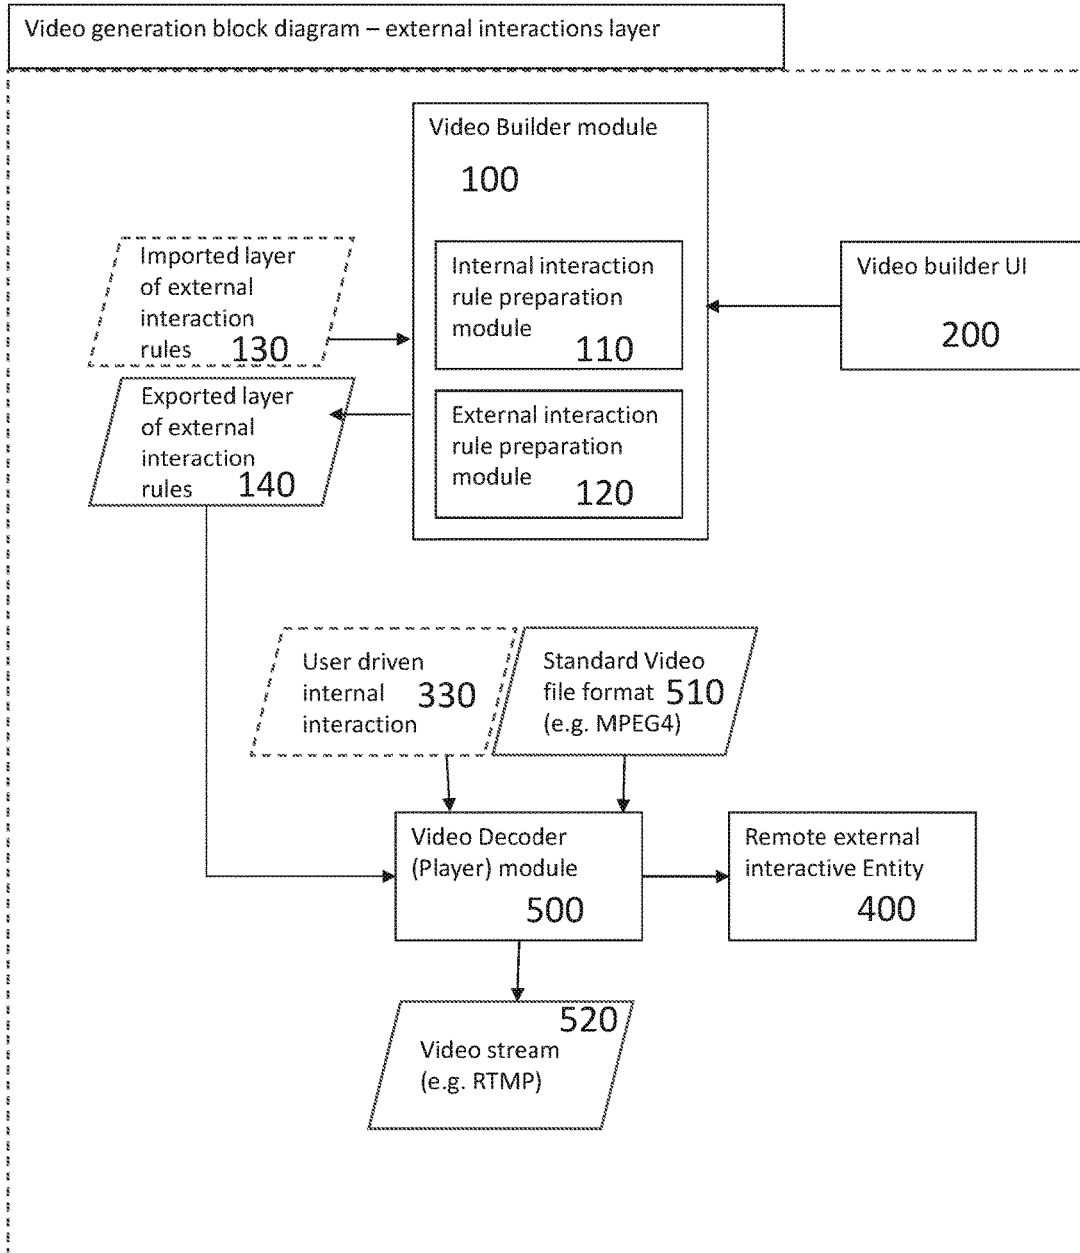 Video generation block diagram – external interactions layer
Video Builder module
100
Imported layer
of external
interaction
rules 130
Internal interaction
rule preparation
module 110
Video builder UI
200
Exported layer
of external
interaction
rules 140
External interaction
rule preparation
module 120
User driven
internal 330
interaction
Standard Video
file format 510
(e.g. MPEG4)
Video Decoder
(Player) module
500
Remote external
interactive Entity
400
520
Video stream
(e.g. RTMP)